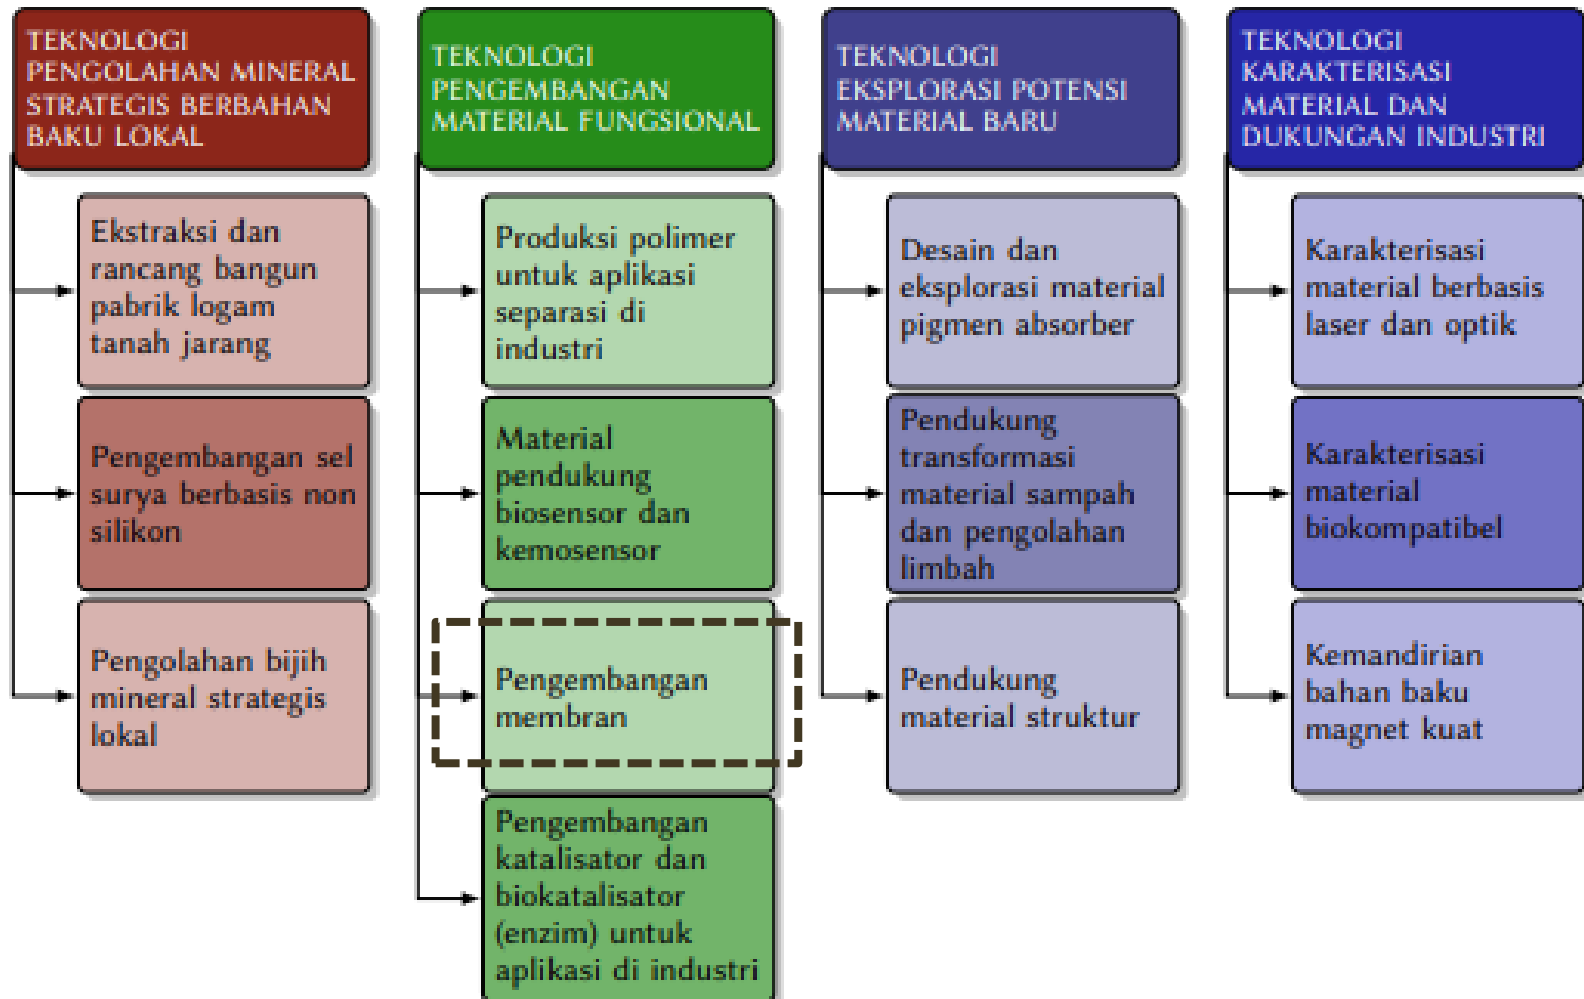 TEKNOLOGI
PENGOLAHAN MINERAL
STRATEGIS BERBAHAN
BAKU LOKAL
Ekstraksi dan
rancang bangun
pabrik logam
tanah jarang
Pengembangan sel
surya berbasis non
silikon
Pengolahan bijih
mineral strategis
lokal
TEKNOLOGI
PENGEMBANGAN
MATERIAL FUNGSIONAL
Produksi polimer
untuk aplikasi
separasi di
industri
Material
pendukung
biosensor dan
kemosensor
Pengembangan
membran
Pengembangan
katalisator dan
biokatalisator
(enzim) untuk
aplikasi di industri
TEKNOLOGI
EKSPLORASI POTENSI
MATERIAL BARU
Desain dan
eksplorasi material
pigmen absorber
Pendukung
transformasi
material sampah
dan pengolahan
limbah
Pendukung
material struktur
TEKNOLOGI
KARAKTERISASI
MATERIAL DAN
DUKUNGAN INDUSTRI
Karakterisasi
material berbasis
laser dan optik
Karakterisasi
material
biokompatibel
Kemandirian
bahan baku
magnet kuat